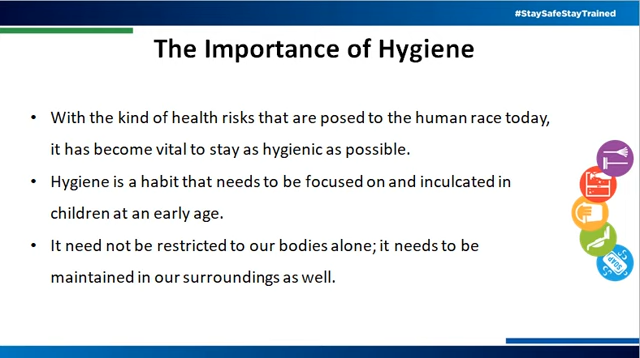 #StaySafeStayTrained
The Importance of Hygiene
• With the kind of health risks that are posed to the human race today,
it has become vital to stay as hygienic as possible.
• Hygiene is a habit that needs to be focused on and inculcated in
children at an early age.
• It need not be restricted to our bodies alone; it needs to be
maintained in our surroundings as well.
SOAP